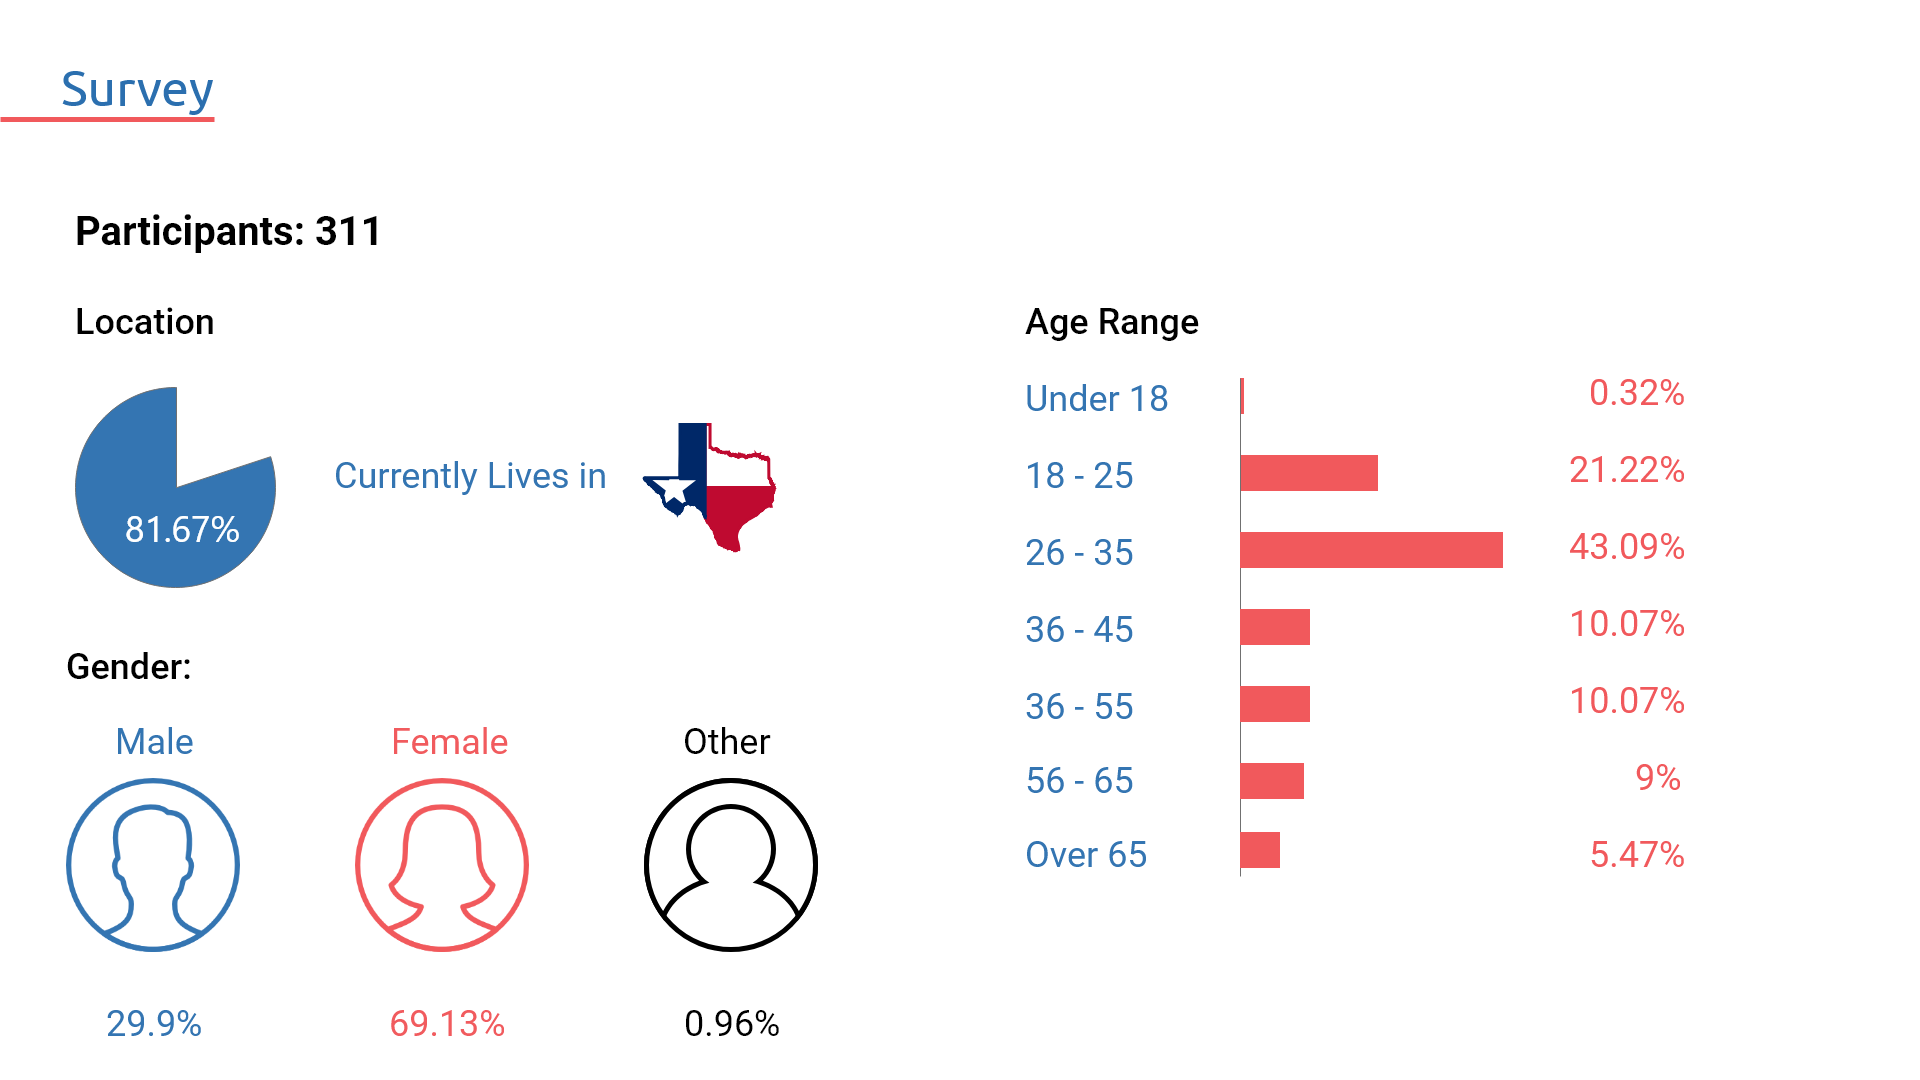 Survey
Participants: 311
Location
81.67%
Currently Lives in
Gender:
Male
Female
Other
29.9%
69.13%
0.96%
Age Range
Under 18
0.32%
18 - 25
21.22%
26 - 35
43.09%
36 - 45
10.07%
36 - 55
10.07%
56 - 65
9%
Over 65
5.47%